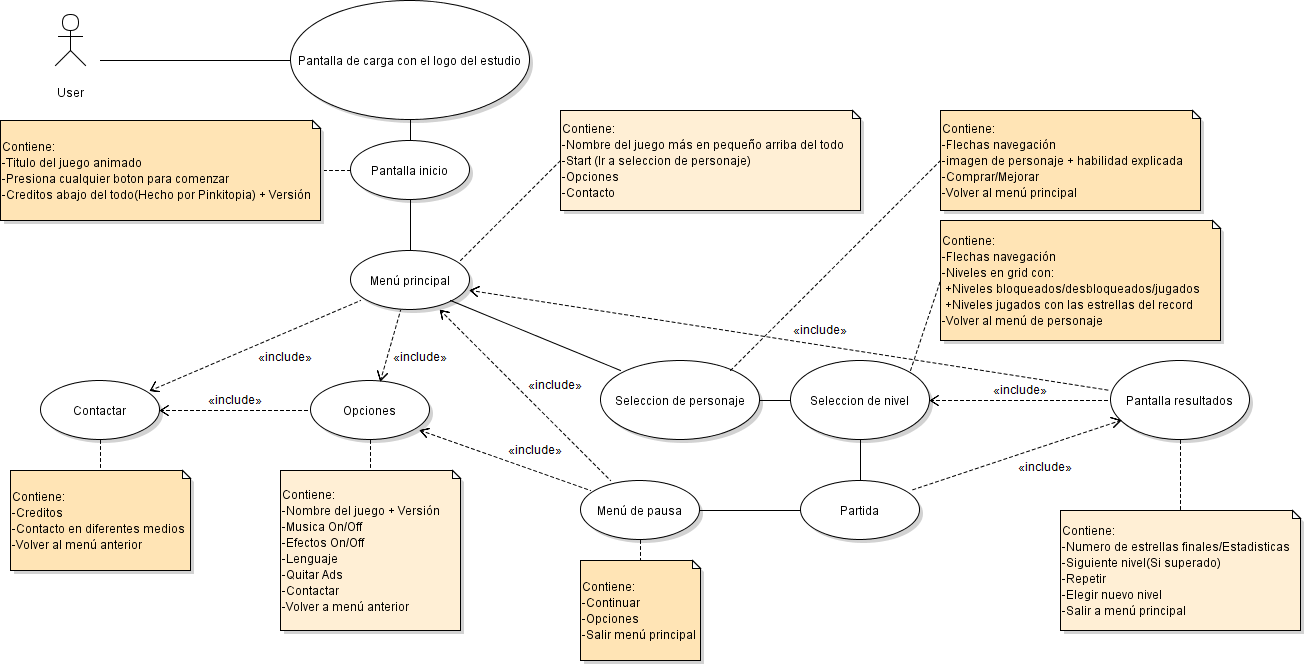 User
Pantalla de carga con el logo del estudio
Contiene:
-Titulo del juego animado
-Presiona cualquier boton para comenzar
-Creditos abajo del todo(Hecho por Pinkitopia) + Versión
Pantalla inicio
Contiene:
-Nombre del juego más en pequeño arriba del todo
-Start (Ir a seleccion de personaje)
-Opciones
-Contacto
Contiene:
-Flechas navegación
-imagen de personaje + habilidad explicada
-Comprar/Mejorar
-Volver al menú principal
Contiene:
-Flechas navegación
-Niveles en grid con:
+Niveles bloqueados/desbloqueados/jugados
+Niveles jugados con las estrellas del record
-Volver al menú de personaje
Menú principal
«include»
«include»
«include»
«include»
«include»
«include»
«include»
«include»
Contactar
Opciones
Seleccion de personaje
Seleccion de nivel
Pantalla resultados
Contiene:
-Creditos
-Contacto en diferentes medios
-Volver al menú anterior
Contiene:
-Nombre del juego + Versión
-Musica On/Off
-Efectos On/Off
-Lenguaje
-Quitar Ads
-Contactar
-Volver a menú anterior
Menú de pausa
Partida
Contiene:
-Continuar
-Opciones
-Salir menú principal
Contiene:
-Numero de estrellas finales/Estadisticas
-Siguiente nivel(Si superado)
-Repetir
-Elegir nuevo nivel
-Salir a menú principal